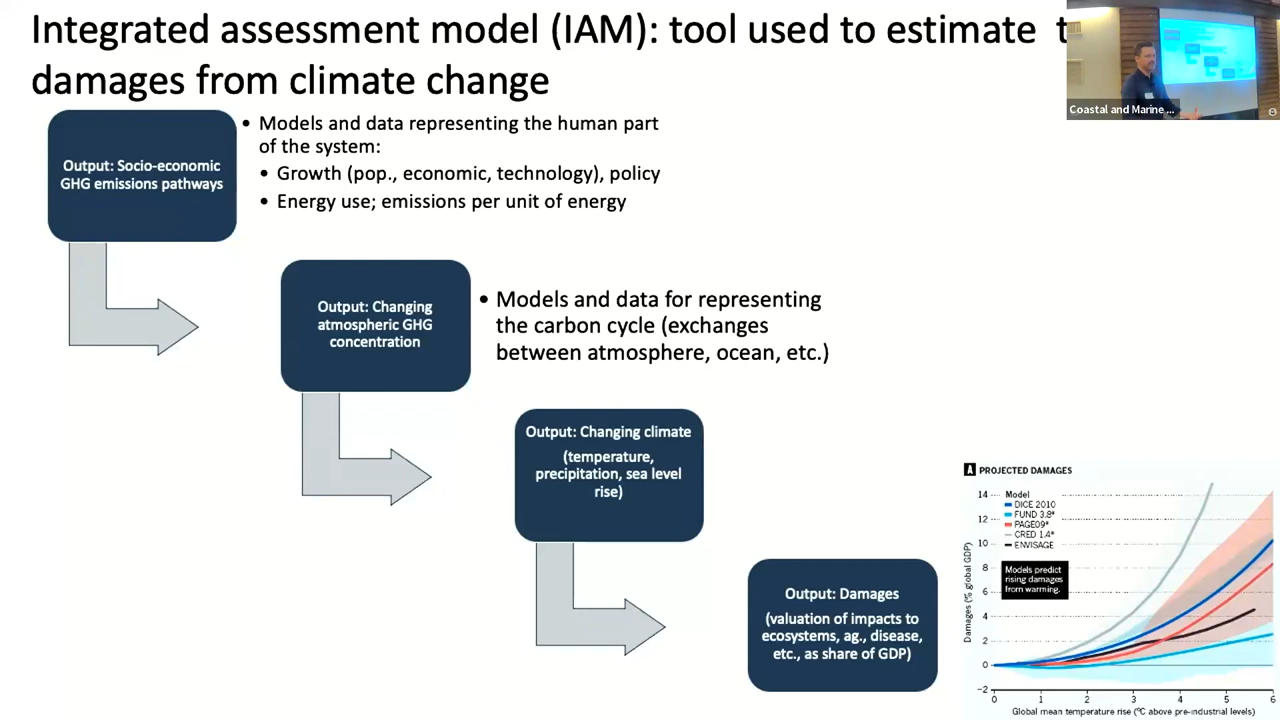 Integrated assessment model (IAM): tool used to estimate
damages from climate change
Coastal and Marine ...
Output: Socio-economic
GHG emissions pathways
• Models and data representing the human part
of the system:
• Growth (pop., economic, technology), policy
• Energy use; emissions per unit of energy
Output: Changing
atmospheric GHG
concentration
• Models and data for representing
the carbon cycle (exchanges
between atmosphere, ocean, etc.)
Output: Changing climate
(temperature,
precipitation, sea level
rise)
Output: Damages
(valuation of impacts to
ecosystems, ag., disease,
etc., as share of GDP)
A PROJECTED DAMAGES
Model
DICE 2010
FUND 3.8*
PAGE09*
CRED 1.4*
ENVISAGE
Models predict
rising damages
from warming.
Damages (% global GDP)
14
12
10
8
6
4
2
0
−2
0 1 2 3 4 5 6
Global mean temperature rise (°C above pre-industrial levels)